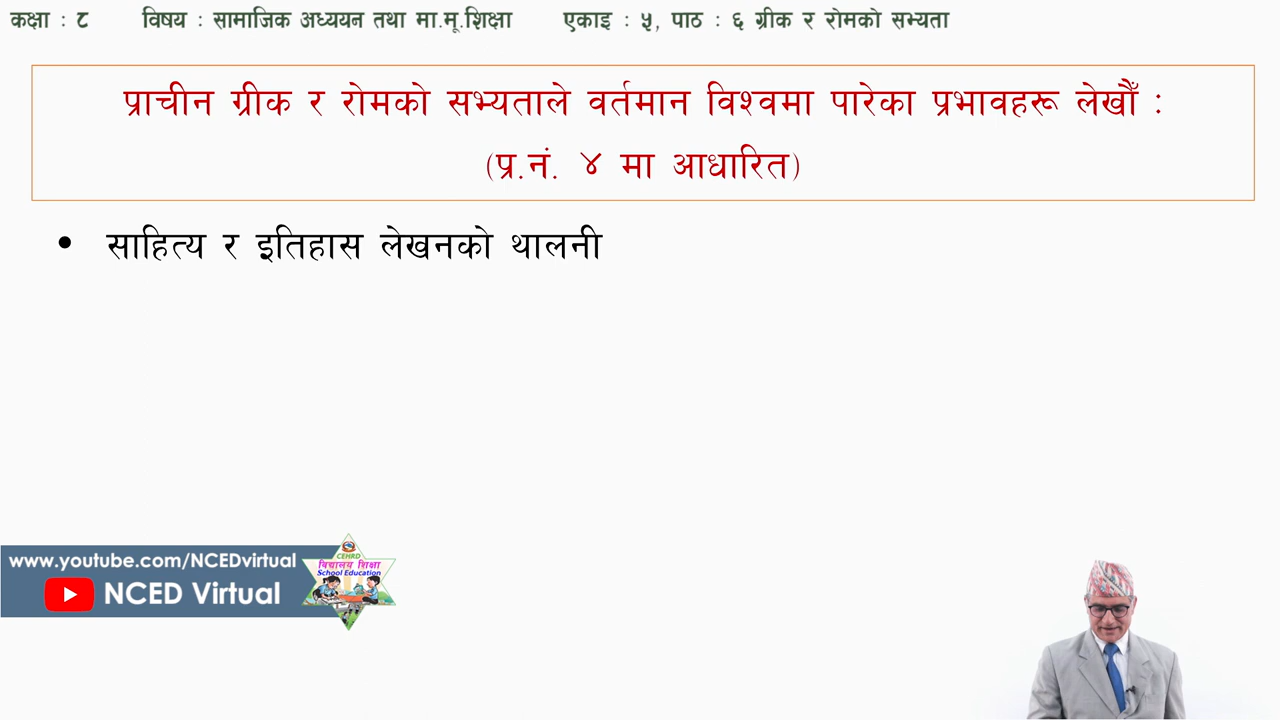 कक्षा : ८ विषय : सामाजिक अध्ययन तथा मा.मू.शिक्षा एकाइ : ५, पाठ : ६ ग्रीक र रोमको सभ्यता
प्राचीन ग्रीक र रोमको सभ्यताले वर्तमान विश्वमा पारेका प्रभावहरू लेखौँ :
(प्र.नं. ४ मा आधारित)
• साहित्य र इतिहास लेखनको थालनी
www.youtube.com/NCEDvirtual
NCED Virtual
CEHRD
विद्यालय शिक्षा
School Education